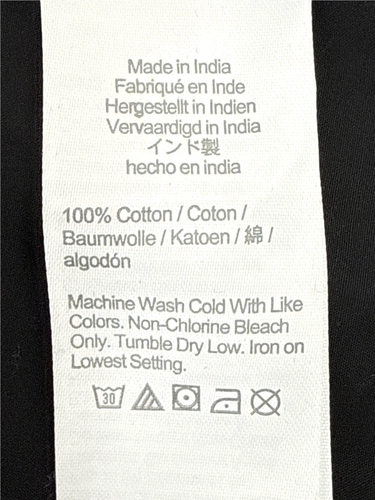 Made in India
Fabriqué en Inde
Hergestellt in Indien
Vervaardigd in India
インド製
hecho en india
100% Cotton / Coton /
Baumwolle / Katoen / 綿 /
algodón
Machine Wash Cold With Like
Colors. Non-Chlorine Bleach
Only. Tumble Dry Low. Iron on
Lowest Setting.
30